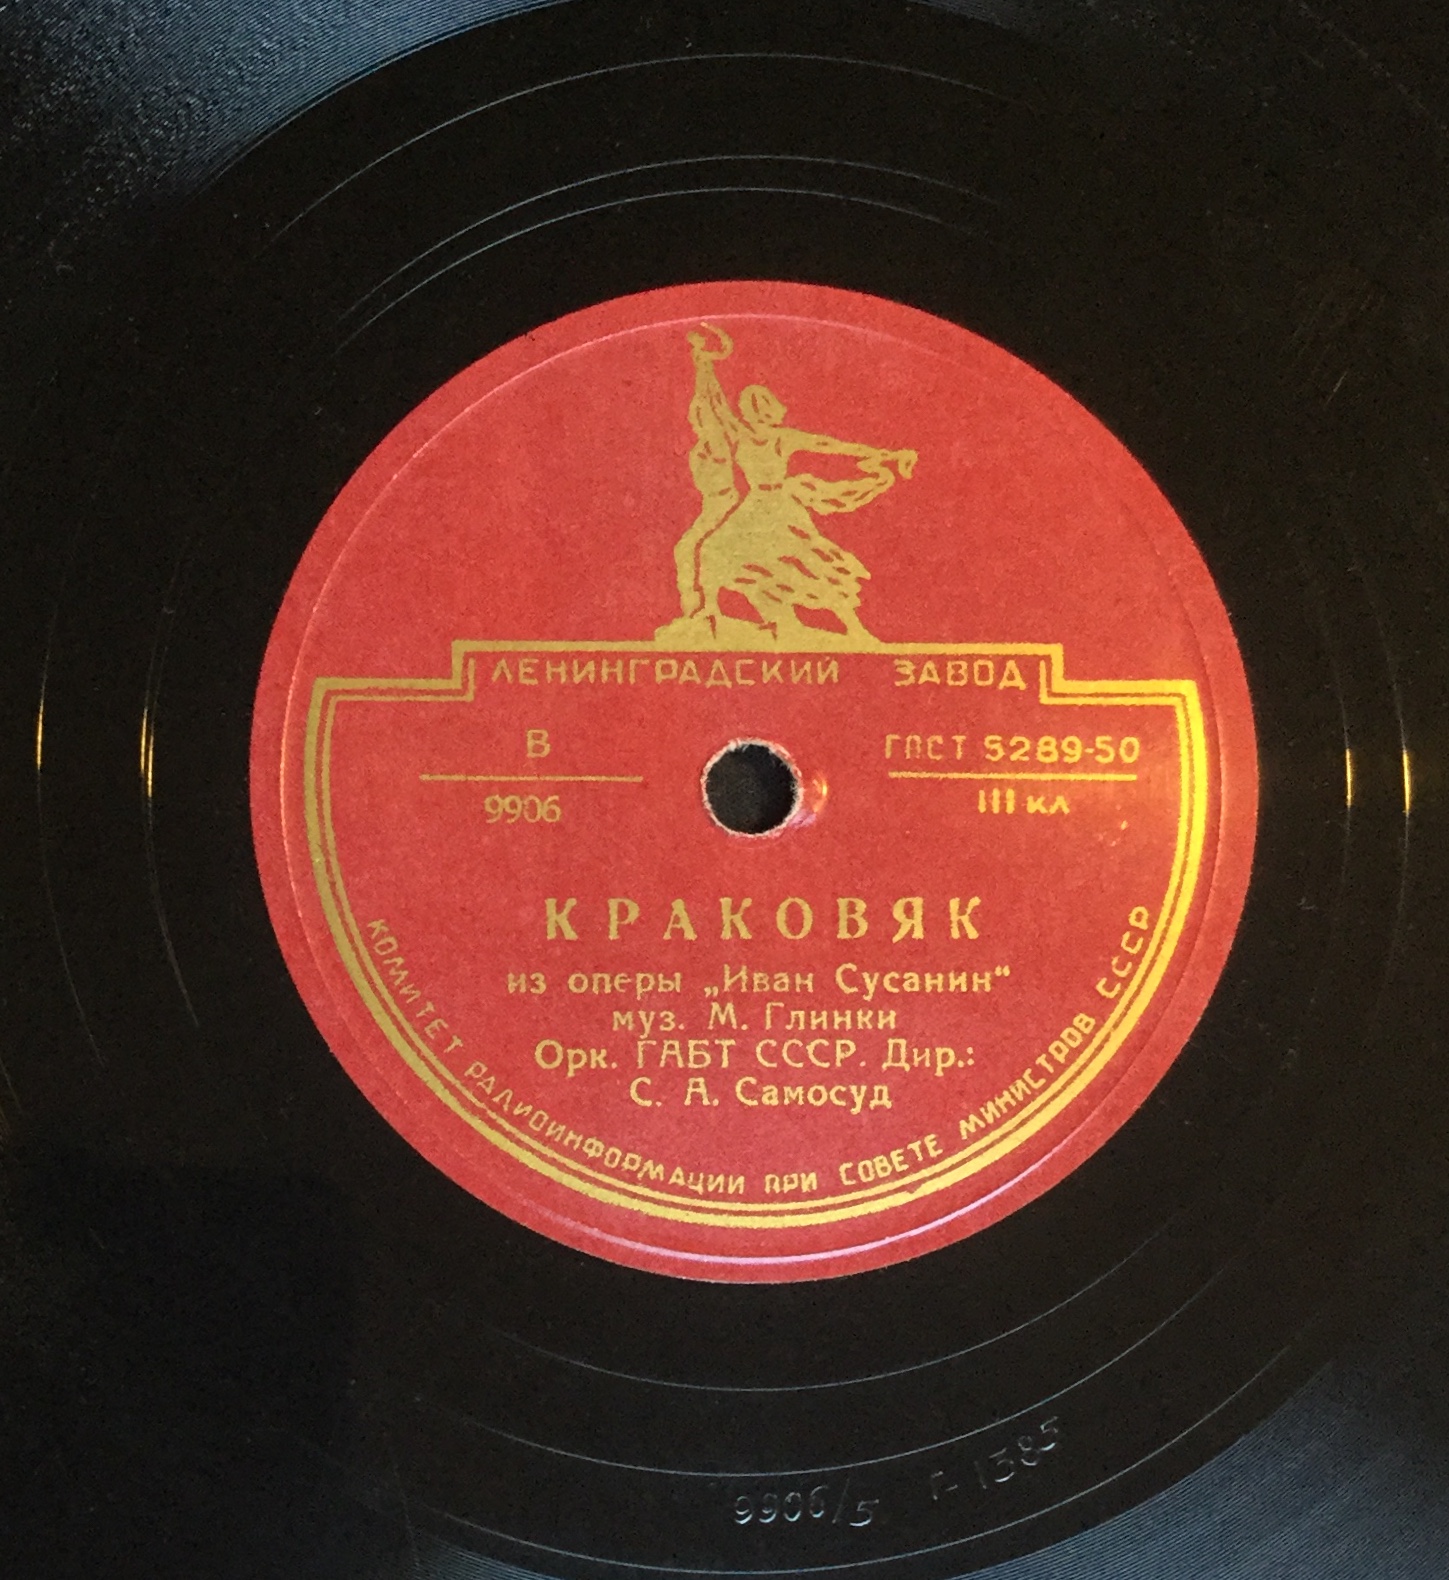 ЛЕНИНГРАДСКИЙ ЗАВОД
В
9906
ГОСТ 5289-50
III кл
КРАКОВЯК
из оперы „Иван Сусанин“
муз. М. Глинки
Орк. ГАБТ СССР. Дир.:
С. А. Самосуд
КОМИТЕТ РАДИОИНФОРМАЦИИ ПРИ СОВЕТЕ МИНИСТРОВ СССР
9906/5 Г-1385